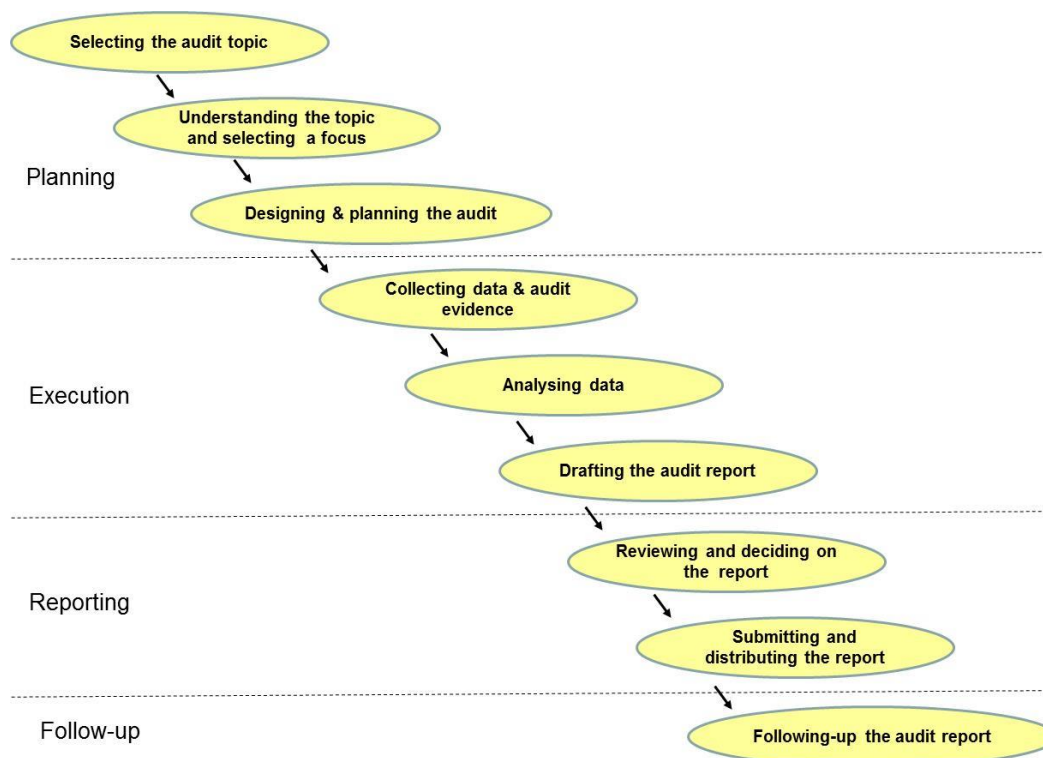 Selecting the audit topic
Understanding the topic
and selecting a focus
Planning
Designing & planning the audit
Collecting data & audit
evidence
Analysing data
Execution
Drafting the audit report
Reviewing and deciding on
the report
Reporting
Submitting and
distributing the report
Follow-up
Following-up the audit report